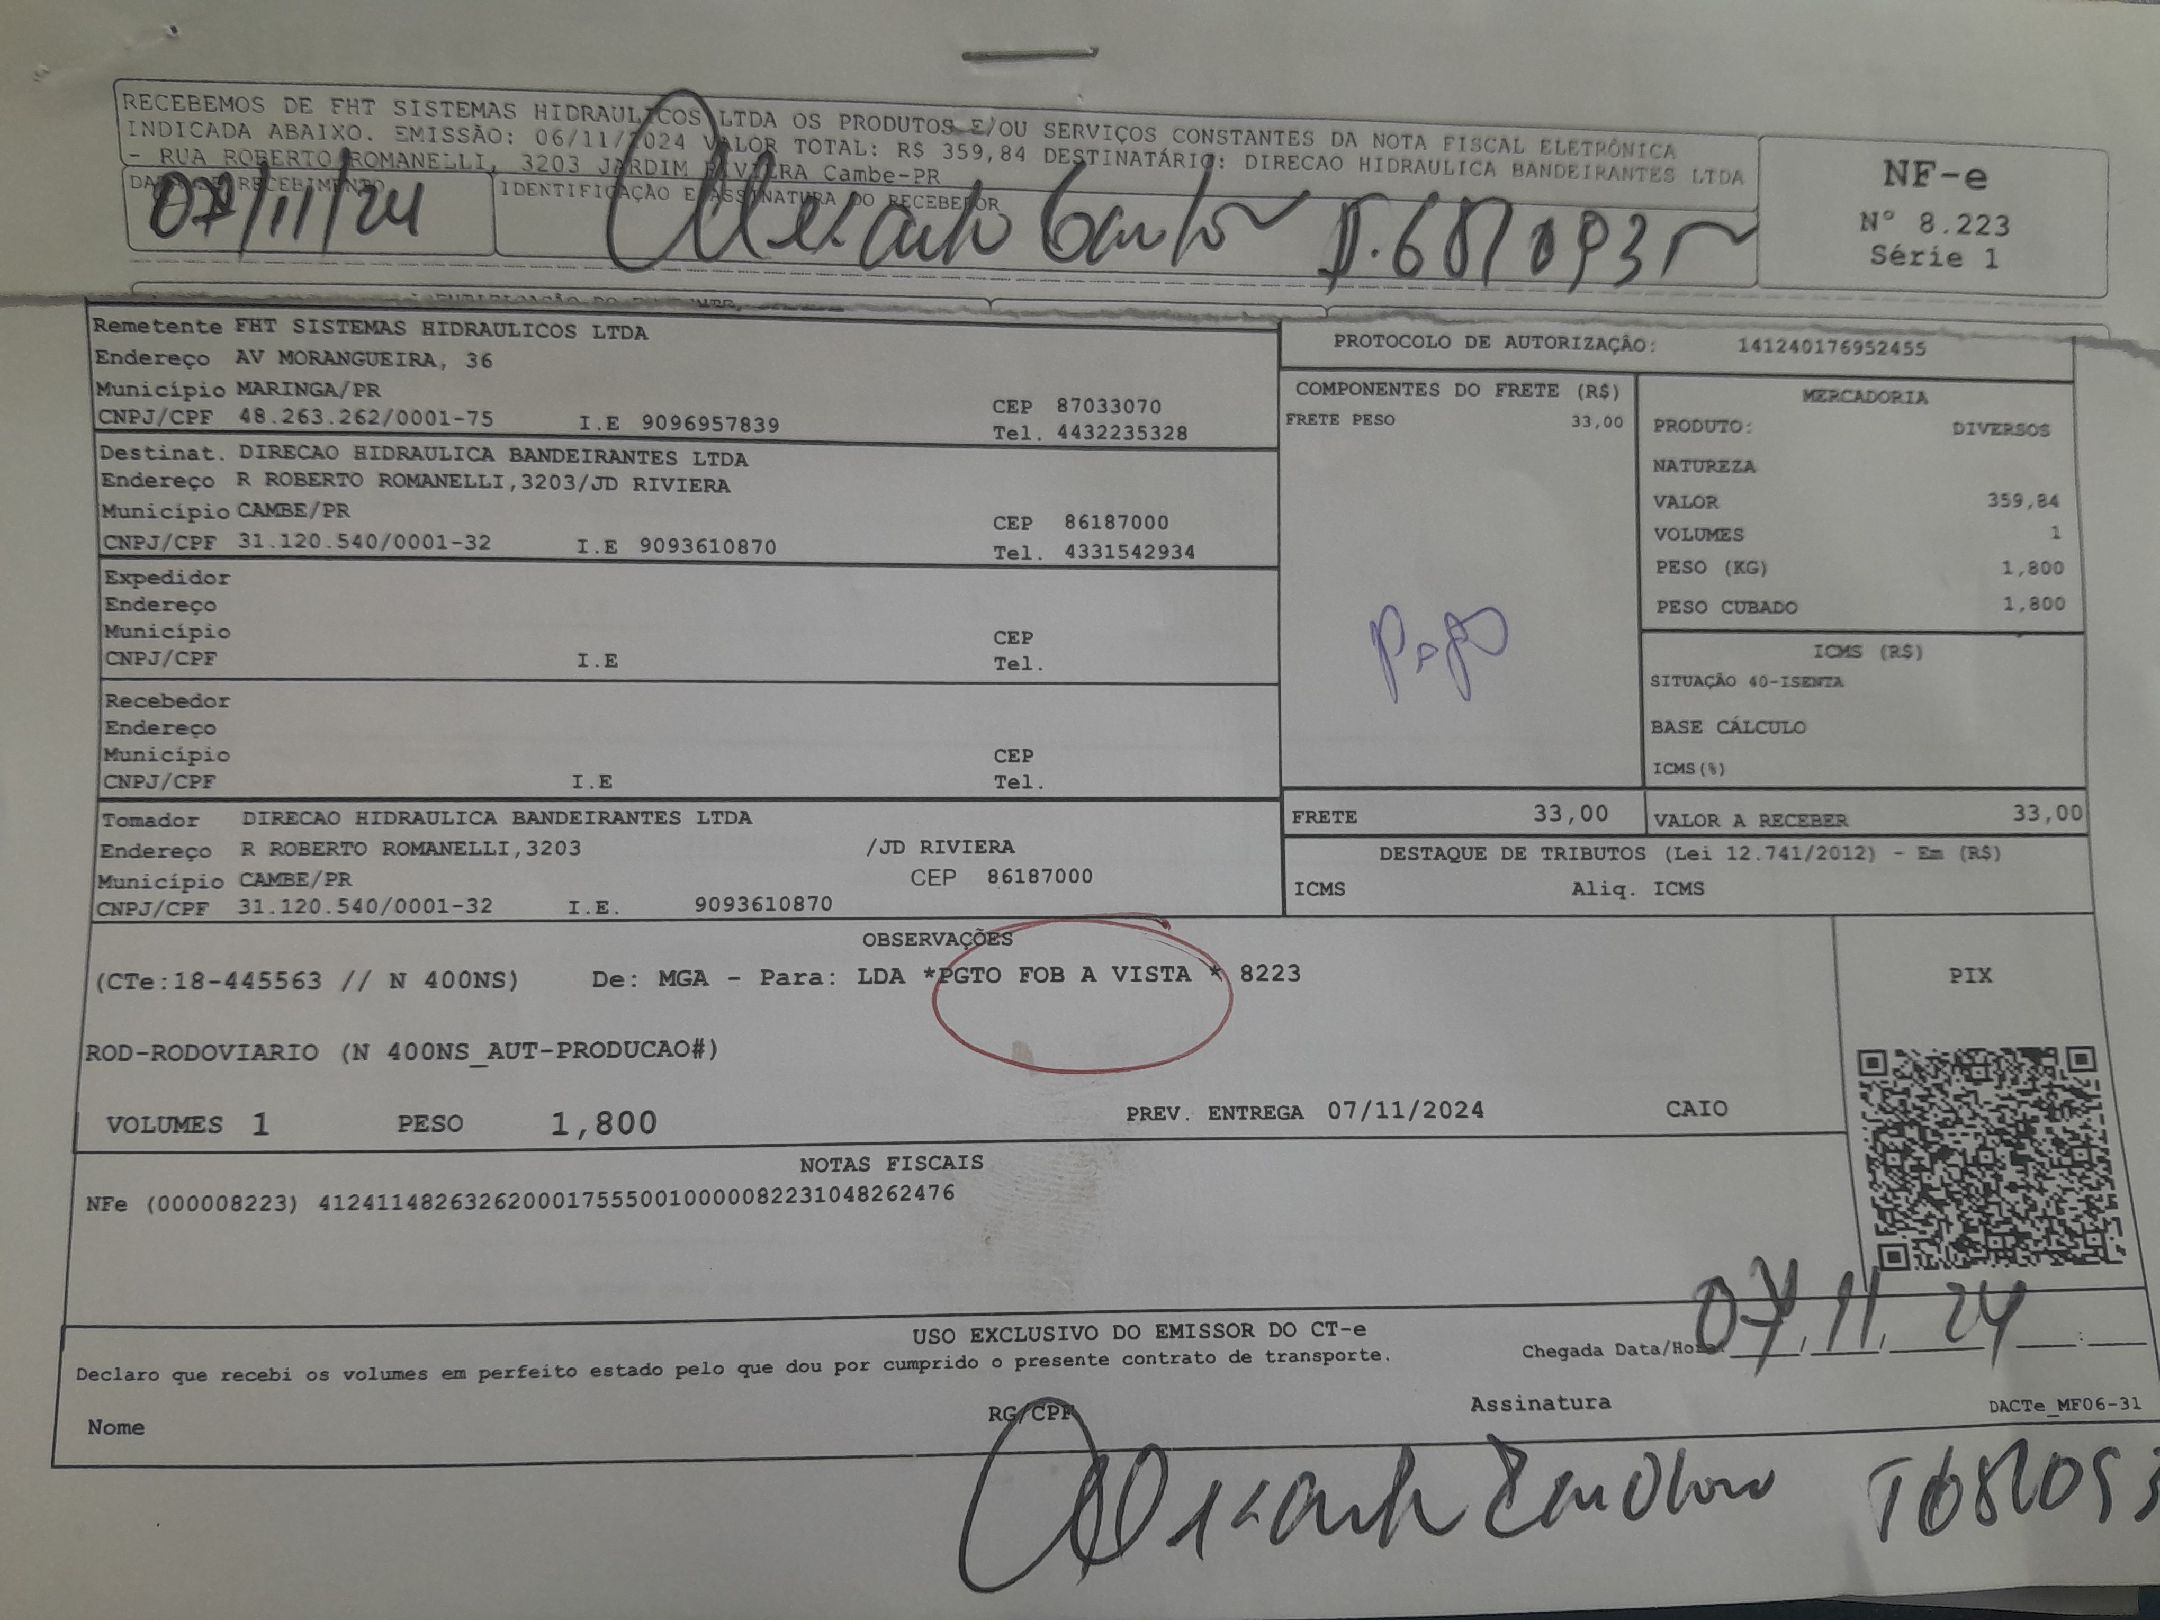 RECEBEMOS DE FHT SISTEMAS HIDRAULICOS LTDA OS PRODUTOS E/OU SERVIÇOS CONSTANTES DA NOTA FISCAL ELETRÔNICA
INDICADA ABAIXO. EMISSÃO: 06/11/2024 VALOR TOTAL: R$ 359,84 DESTINATÁRIO: DIRECAO HIDRAULICA BANDEIRANTES LTDA
- RUA ROBERTO ROMANELLI, 3203 JARDIM RIVIERA Cambe-PR
DATA DE RECEBIMENTO
IDENTIFICAÇÃO E ASSINATURA DO RECEBEDOR
07/11/24
NF-e
Nº 8.223
Série 1
Remetente FHT SISTEMAS HIDRAULICOS LTDA
Endereço AV MORANGUEIRA, 36
Município MARINGA/PR
CEP 87033070
CNPJ/CPF 48.263.262/0001-75 I.E 9096957839 Tel. 4432235328
Destinat. DIRECAO HIDRAULICA BANDEIRANTES LTDA
Endereço R ROBERTO ROMANELLI,3203/JD RIVIERA
Município CAMBE/PR CEP 86187000
CNPJ/CPF 31.120.540/0001-32 I.E 9093610870 Tel. 4331542934
Expedidor
Endereço
Município CEP
CNPJ/CPF I.E Tel.
Recebedor
Endereço
Município CEP
CNPJ/CPF I.E Tel.
Tomador DIRECAO HIDRAULICA BANDEIRANTES LTDA
Endereço R ROBERTO ROMANELLI,3203 /JD RIVIERA
Município CAMBE/PR CEP 86187000
CNPJ/CPF 31.120.540/0001-32 I.E. 9093610870
PROTOCOLO DE AUTORIZAÇÃO: 141240176952455
COMPONENTES DO FRETE (R$)
FRETE PESO 33,00
Pago
MERCADORIA
PRODUTO: DIVERSOS
NATUREZA
VALOR 359,84
VOLUMES 1
PESO (KG) 1,800
PESO CUBADO 1,800
ICMS (R$)
SITUAÇÃO 40-ISENTA
BASE CÁLCULO
ICMS(%)
FRETE 33,00 VALOR A RECEBER 33,00
DESTAQUE DE TRIBUTOS (Lei 12.741/2012) - Em (R$)
ICMS Aliq. ICMS
OBSERVAÇÕES
(CTe:18-445563 // N 400NS) De: MGA - Para: LDA *PGTO FOB A VISTA * 8223
ROD-RODOVIARIO (N 400NS_AUT-PRODUCAO#)
VOLUMES 1 PESO 1,800 PREV. ENTREGA 07/11/2024 CAIO
PIX
NOTAS FISCAIS
NFe (000008223) 41241148263262000175550010000082231048262476
USO EXCLUSIVO DO EMISSOR DO CT-e
Declaro que recebi os volumes em perfeito estado pelo que dou por cumprido o presente contrato de transporte.
Chegada Data/Hora 07/11/24 :
Nome RG/CPF Assinatura DACTe_MF06-31